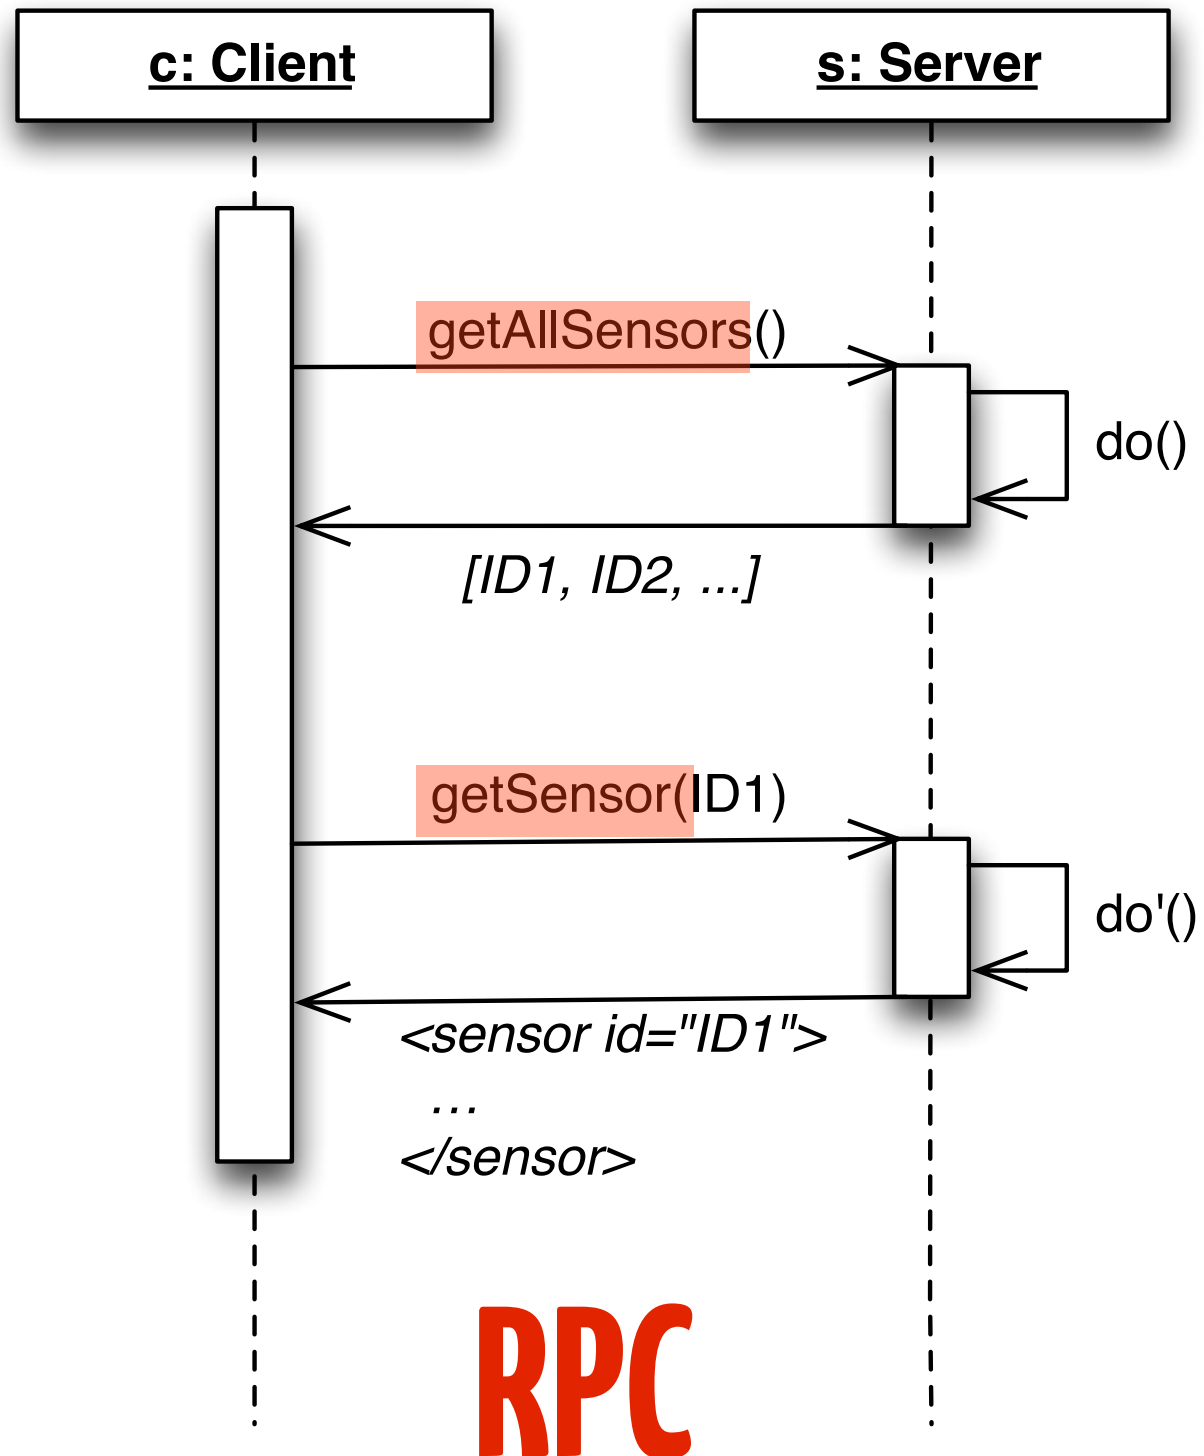 c: Client
s: Server
getAllSensors()
do()
[ID1, ID2, ...]
getSensor(ID1)
do'()
<sensor id="ID1">
...
</sensor>
RPC